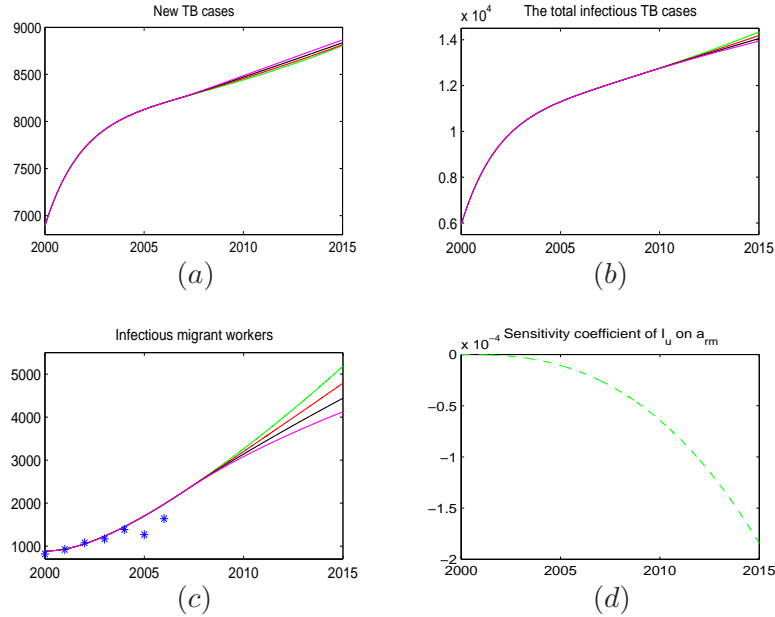 New TB cases
9000
8500
8000
7500
7000
2000 2005 2010 2015
(a)
The total infectious TB cases
x 10^4
1.4
1.2
1
0.8
0.6
2000 2005 2010 2015
(b)
Infectious migrant workers
5000
4000
3000
2000
1000
2000 2005 2010 2015
(c)
Sensitivity coefficient of I_u on a_rm
x 10^−4
0
−0.5
−1
−1.5
−2
2000 2005 2010 2015
(d)